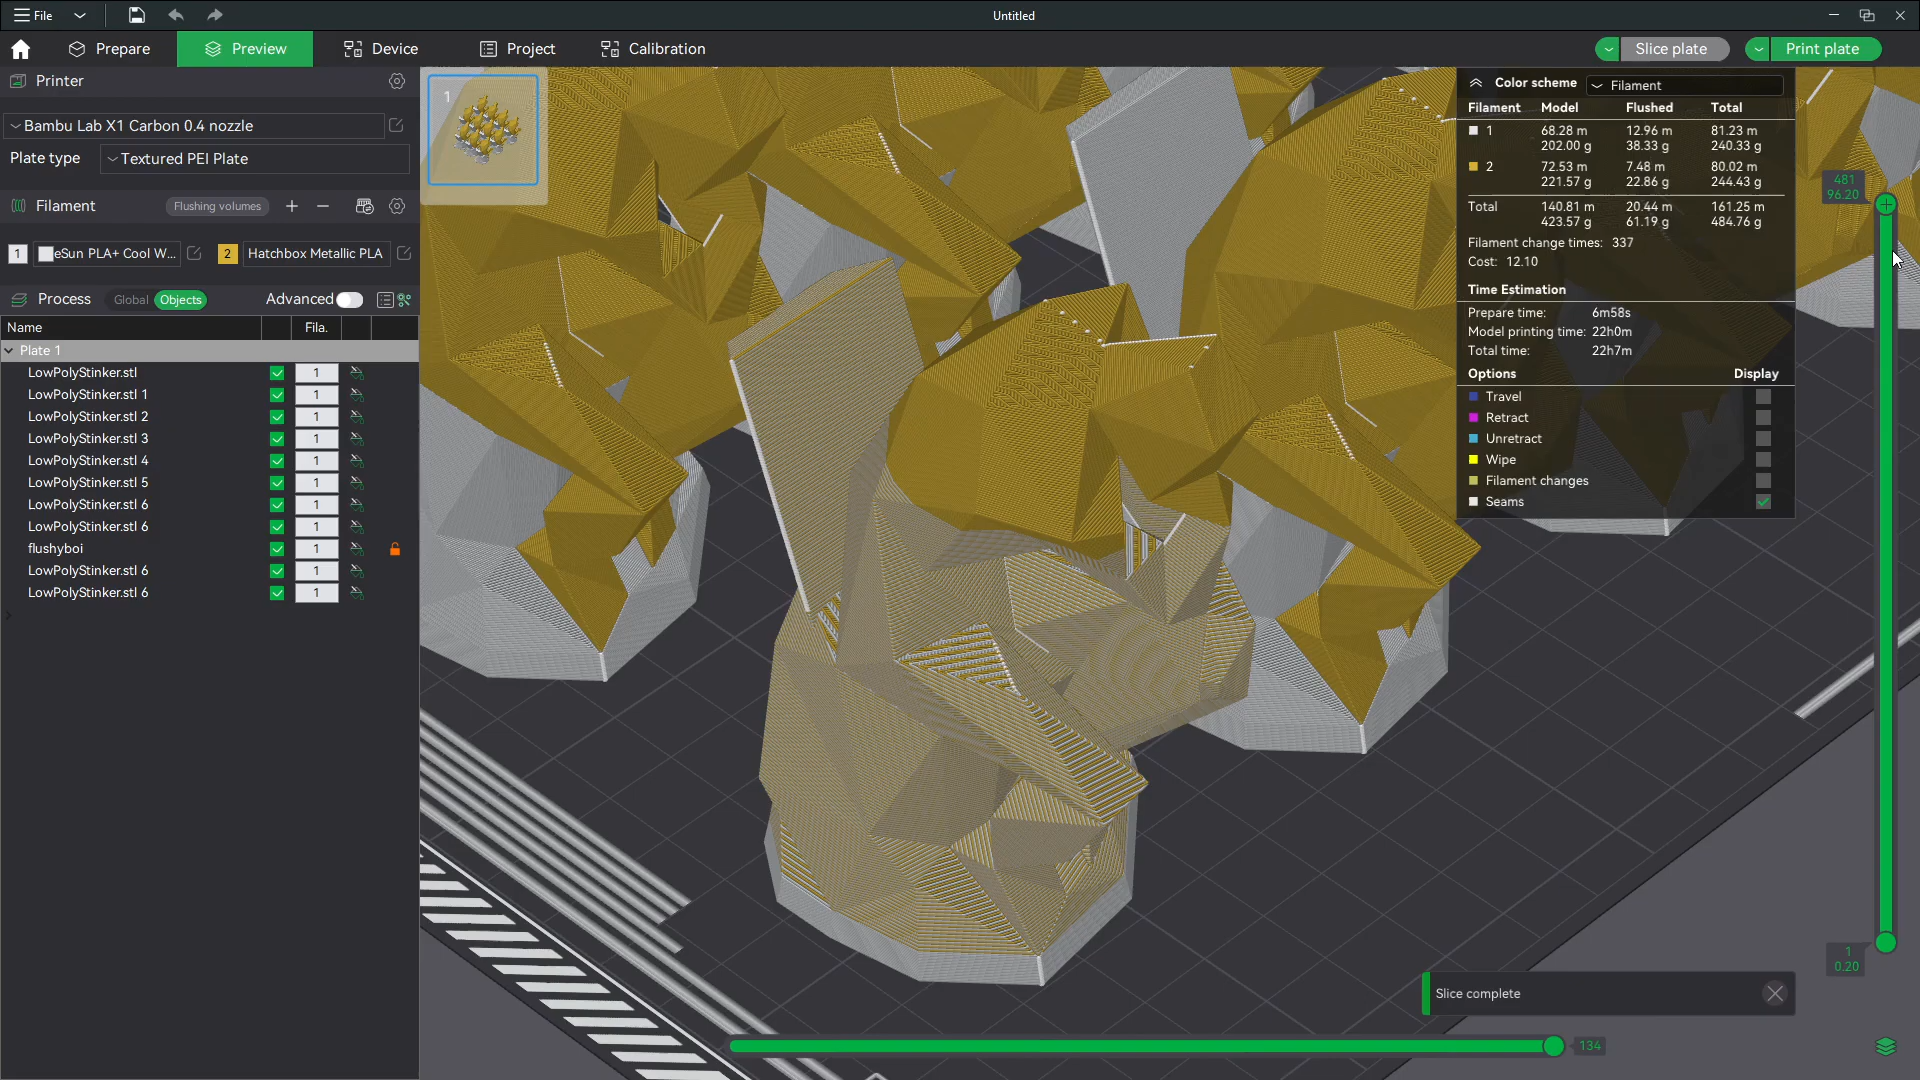 File
Untitled
Prepare
Preview
Device
Project
Calibration
Slice plate
Print plate
Printer
Bambu Lab X1 Carbon 0.4 nozzle
Plate type
Textured PEI Plate
Filament
Flushing volumes
1
eSun PLA+ Cool W...
2
Hatchbox Metallic PLA
Process
Global
Objects
Advanced
Name
Fila.
Plate 1
LowPolyStinker.stl
1
LowPolyStinker.stl 1
1
LowPolyStinker.stl 2
1
LowPolyStinker.stl 3
1
LowPolyStinker.stl 4
1
LowPolyStinker.stl 5
1
LowPolyStinker.stl 6
1
LowPolyStinker.stl 6
1
flushyboi
1
LowPolyStinker.stl 6
1
LowPolyStinker.stl 6
1
1
Color scheme
Filament
Filament Model Flushed Total
1 68.28 m 12.96 m 81.23 m
202.00 g 38.33 g 240.33 g
2 72.53 m 7.48 m 80.02 m
221.57 g 22.86 g 244.43 g
Total 140.81 m 20.44 m 161.25 m
423.57 g 61.19 g 484.76 g
Filament change times: 337
Cost: 12.10
Time Estimation
Prepare time: 6m58s
Model printing time: 22h0m
Total time: 22h7m
Options Display
Travel
Retract
Unretract
Wipe
Filament changes
Seams
481
96.20
1
0.20
Slice complete
134